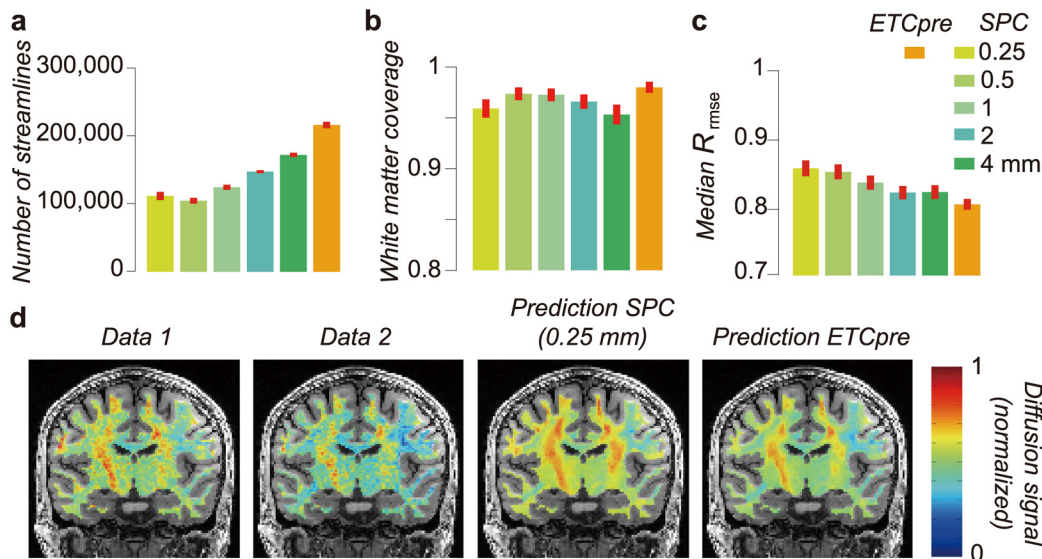 a
Number of streamlines
300,000
200,000
100,000
0
b
White matter coverage
1
0.9
0.8
c
Median Rrmse
1
0.9
0.8
0.7
ETCpre SPC
0.25
0.5
1
2
4 mm
d
Data 1
Data 2
Prediction SPC
(0.25 mm)
Prediction ETCpre
1
0
Diffusion signal
(normalized)